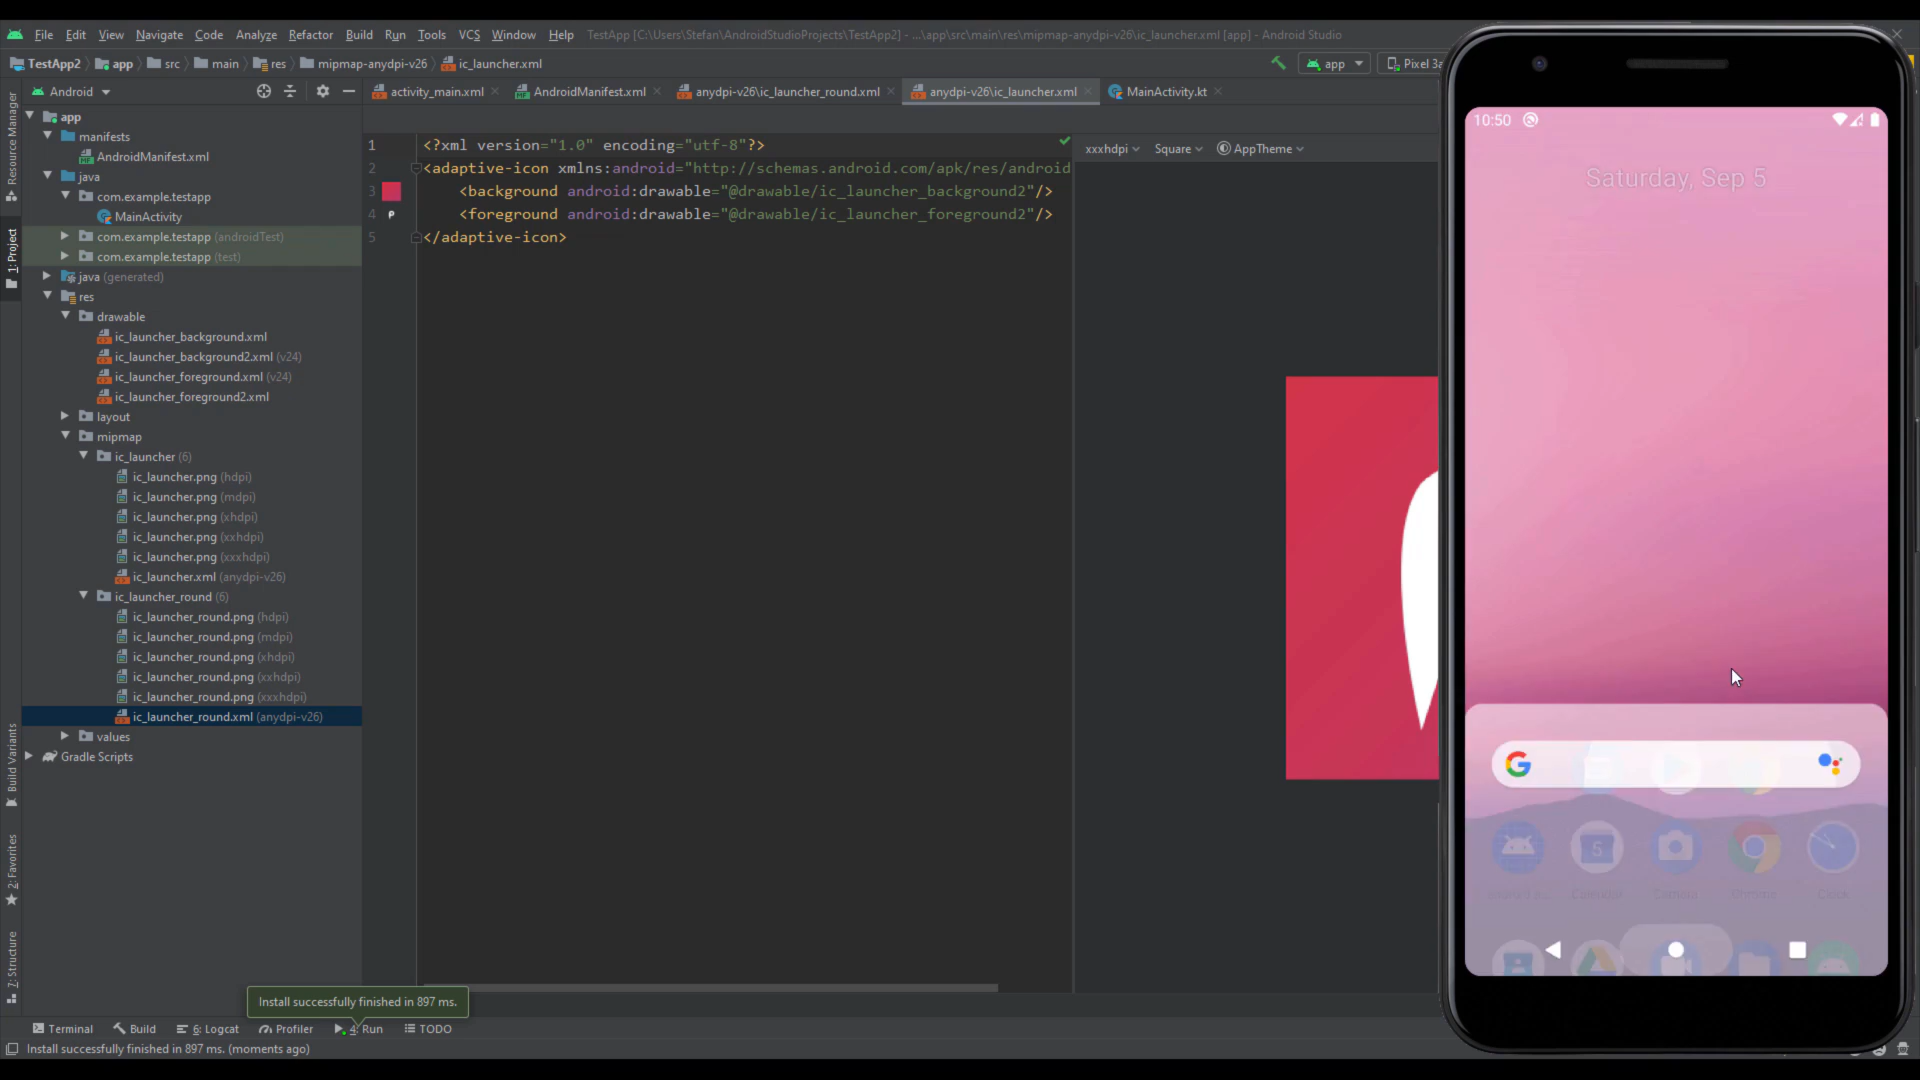 File Edit View Navigate Code Analyze Refactor Build Run Tools VCS Window Help TestApp [C:\Users\Stefan\AndroidStudioProjects\TestApp2] - ...\app\src\main\res\mipmap-anydpi-v26\ic_launcher.xml [app] - Android Studio
TestApp2 app src main res mipmap-anydpi-v26 ic_launcher.xml app Pixel 3a
Android activity_main.xml AndroidManifest.xml anydpi-v26\ic_launcher_round.xml anydpi-v26\ic_launcher.xml MainActivity.kt
Resource Manager
1: Project
Build Variants
2: Favorites
7: Structure
app
manifests
AndroidManifest.xml
java
com.example.testapp
MainActivity
com.example.testapp (androidTest)
com.example.testapp (test)
java (generated)
res
drawable
ic_launcher_background.xml
ic_launcher_background2.xml (v24)
ic_launcher_foreground.xml (v24)
ic_launcher_foreground2.xml
layout
mipmap
ic_launcher (6)
ic_launcher.png (hdpi)
ic_launcher.png (mdpi)
ic_launcher.png (xhdpi)
ic_launcher.png (xxhdpi)
ic_launcher.png (xxxhdpi)
ic_launcher.xml (anydpi-v26)
ic_launcher_round (6)
ic_launcher_round.png (hdpi)
ic_launcher_round.png (mdpi)
ic_launcher_round.png (xhdpi)
ic_launcher_round.png (xxhdpi)
ic_launcher_round.png (xxxhdpi)
ic_launcher_round.xml (anydpi-v26)
values
Gradle Scripts
1 <?xml version="1.0" encoding="utf-8"?>
2 <adaptive-icon xmlns:android="http://schemas.android.com/apk/res/android
3 <background android:drawable="@drawable/ic_launcher_background2"/>
4 <foreground android:drawable="@drawable/ic_launcher_foreground2"/>
5 </adaptive-icon>
xxxhdpi Square AppTheme
10:50
Saturday, Sep 5
G
5
Calendar Camera Chrome Clock
Install successfully finished in 897 ms.
Terminal Build 6: Logcat Profiler 4: Run TODO
Install successfully finished in 897 ms. (moments ago)